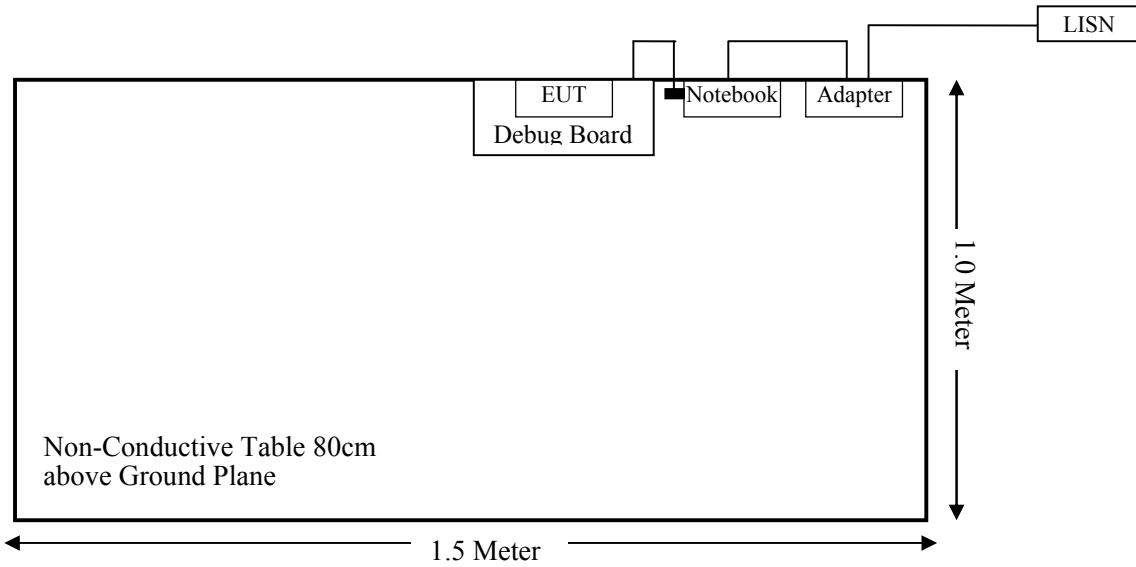 LISN
EUT
Notebook
Adapter
Debug Board
1.0 Meter
Non-Conductive Table 80cm
above Ground Plane
1.5 Meter